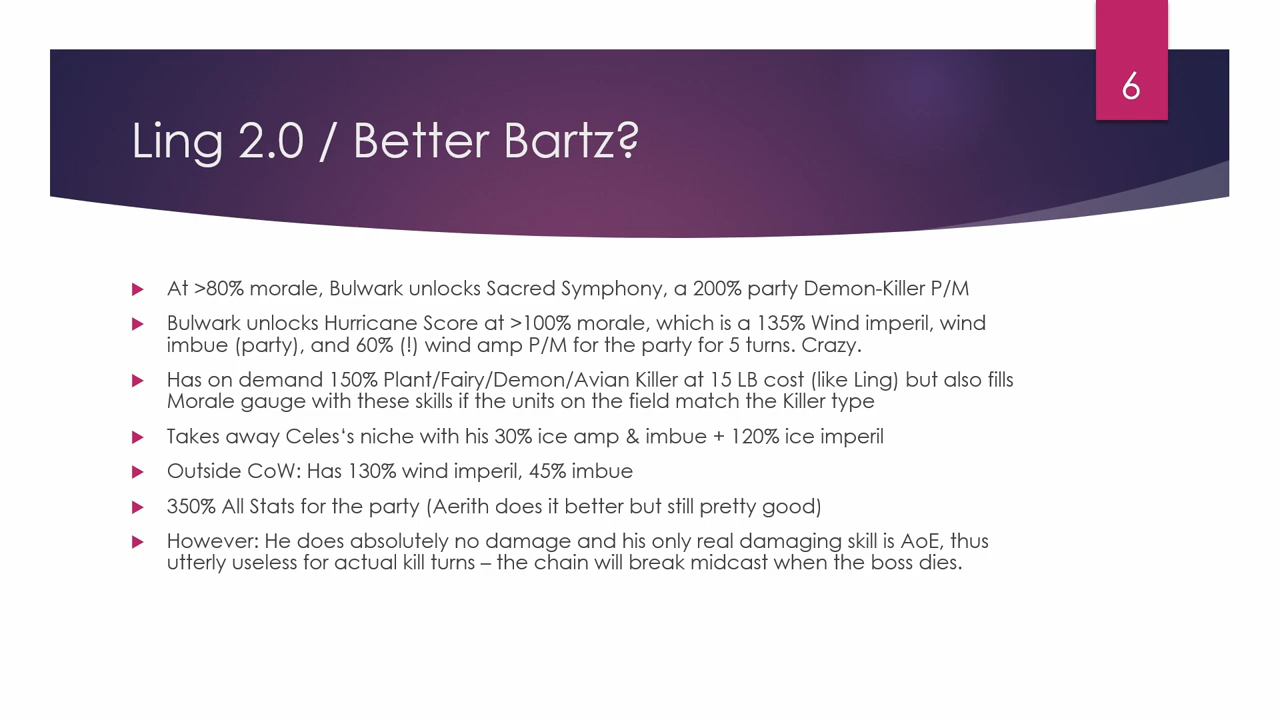 6
Ling 2.0 / Better Bartz?
At >80% morale, Bulwark unlocks Sacred Symphony, a 200% party Demon-Killer P/M
Bulwark unlocks Hurricane Score at >100% morale, which is a 135% Wind imperil, wind
imbue (party), and 60% (!) wind amp P/M for the party for 5 turns. Crazy.
Has on demand 150% Plant/Fairy/Demon/Avian Killer at 15 LB cost (like Ling) but also fills
Morale gauge with these skills if the units on the field match the Killer type
Takes away Celes‘s niche with his 30% ice amp & imbue + 120% ice imperil
Outside CoW: Has 130% wind imperil, 45% imbue
350% All Stats for the party (Aerith does it better but still pretty good)
However: He does absolutely no damage and his only real damaging skill is AoE, thus
utterly useless for actual kill turns – the chain will break midcast when the boss dies.